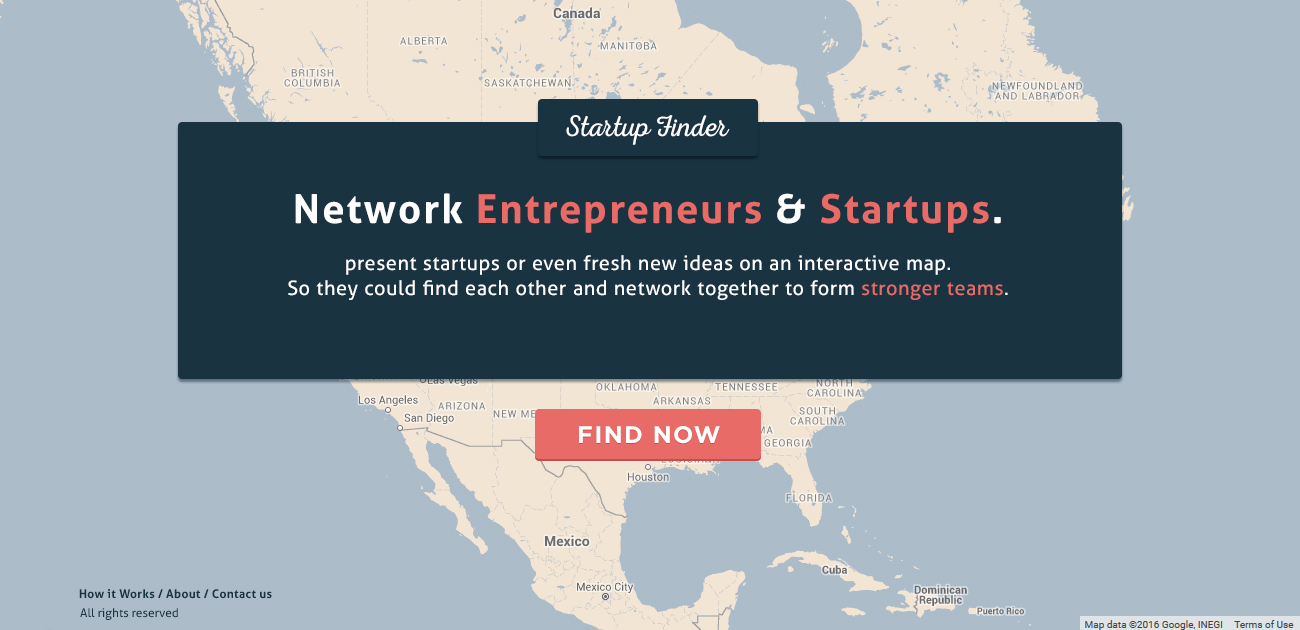 Canada
ALBERTA
MANITOBA
BRITISH
COLUMBIA
SASKATCHEWAN
NEWFOUNDLAND
AND LABRADOR
Startup Finder
Network Entrepreneurs & Startups.
present startups or even fresh new ideas on an interactive map.
So they could find each other and network together to form stronger teams.
Las Vegas
OKLAHOMA
TENNESSEE
NORTH
CAROLINA
Los Angeles
ARIZONA
NEW ME
ARKANSAS
San Diego
SOUTH
CAROLINA
FIND NOW
MA
GEORGIA
LOUISIANA
Houston
FLORIDA
Mexico
Cuba
Mexico City
Dominican
Republic
Puerto Rico
How it Works / About / Contact us
All rights reserved
Map data ©2016 Google, INEGI Terms of Use